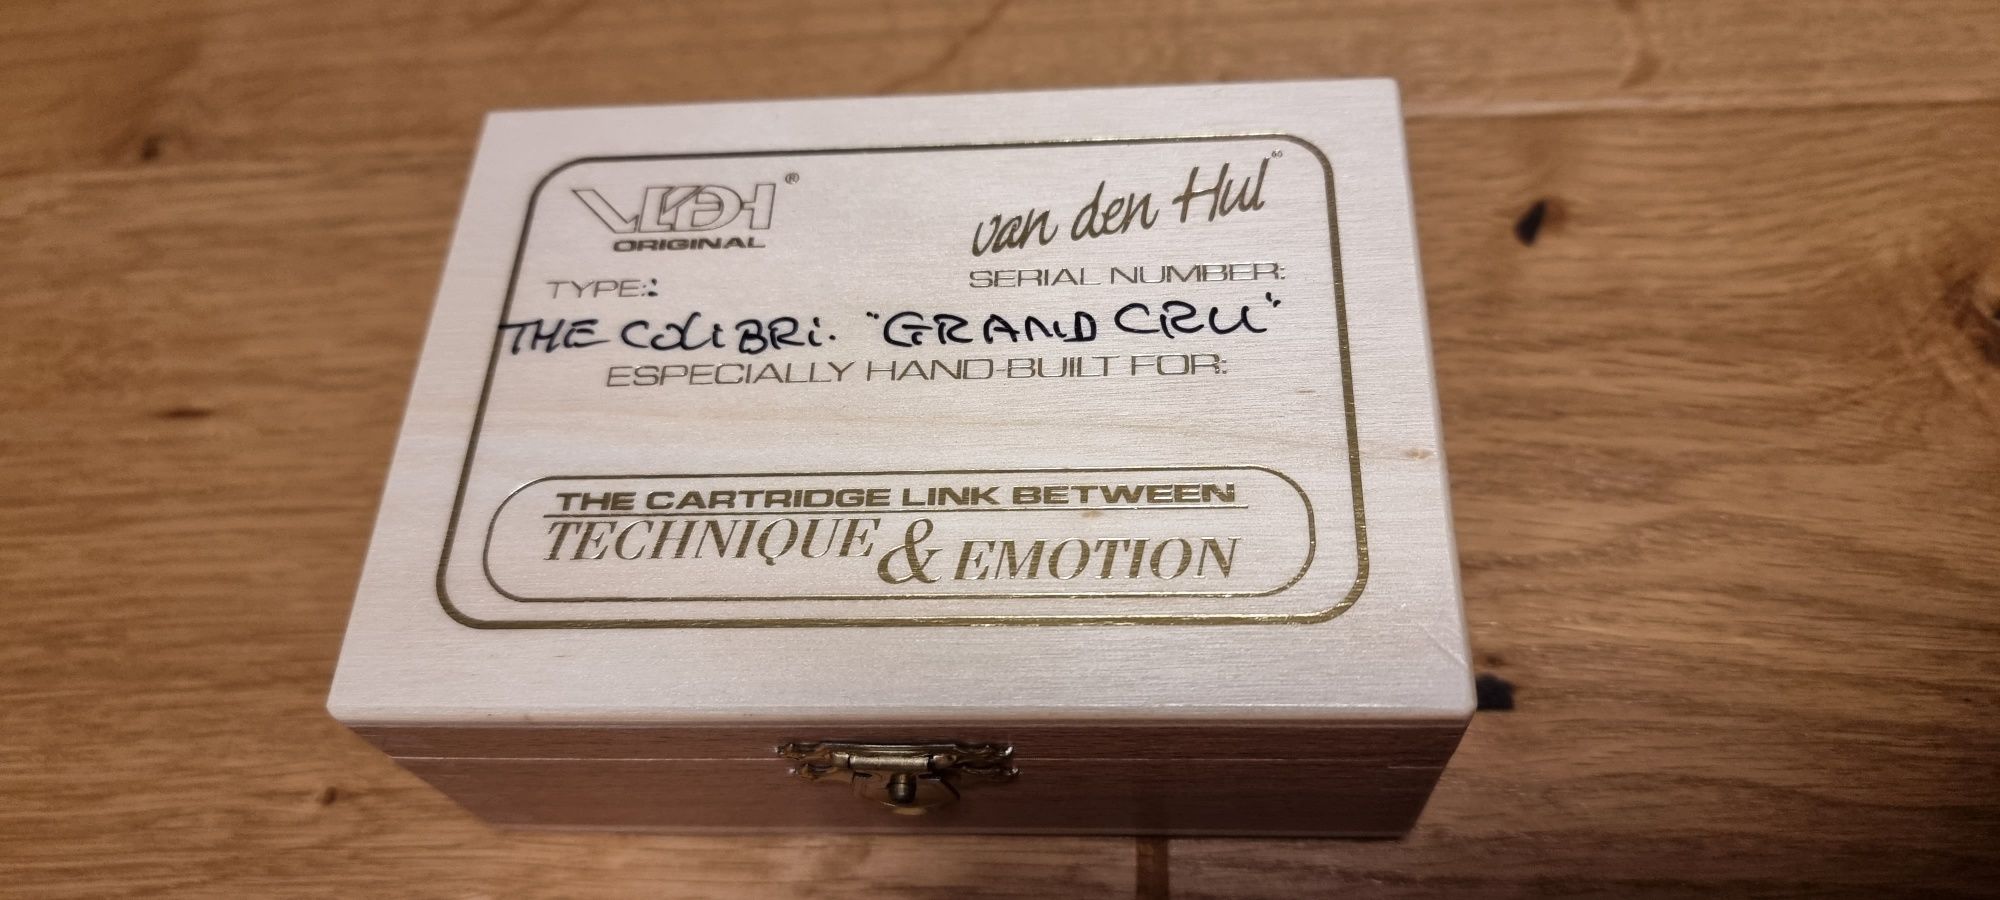 VDH®
ORIGINAL
van den Hul
TYPE:
SERIAL NUMBER:
THE COLIBRi. "GRAND CRU"
ESPECIALLY HAND-BUILT FOR:
THE CARTRIDGE LINK BETWEEN
TECHNIQUE & EMOTION